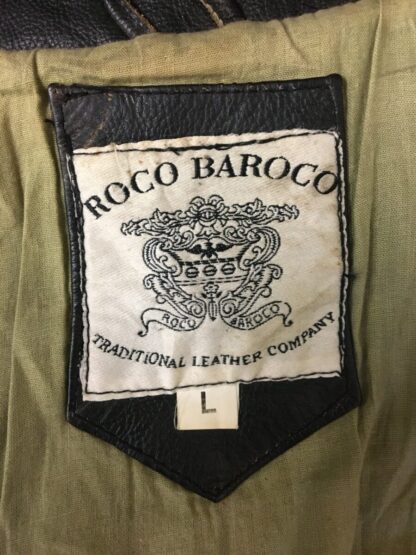 ROCO BAROCO
ROCO BAROCO
TRADITIONAL LEATHER COMPANY
L